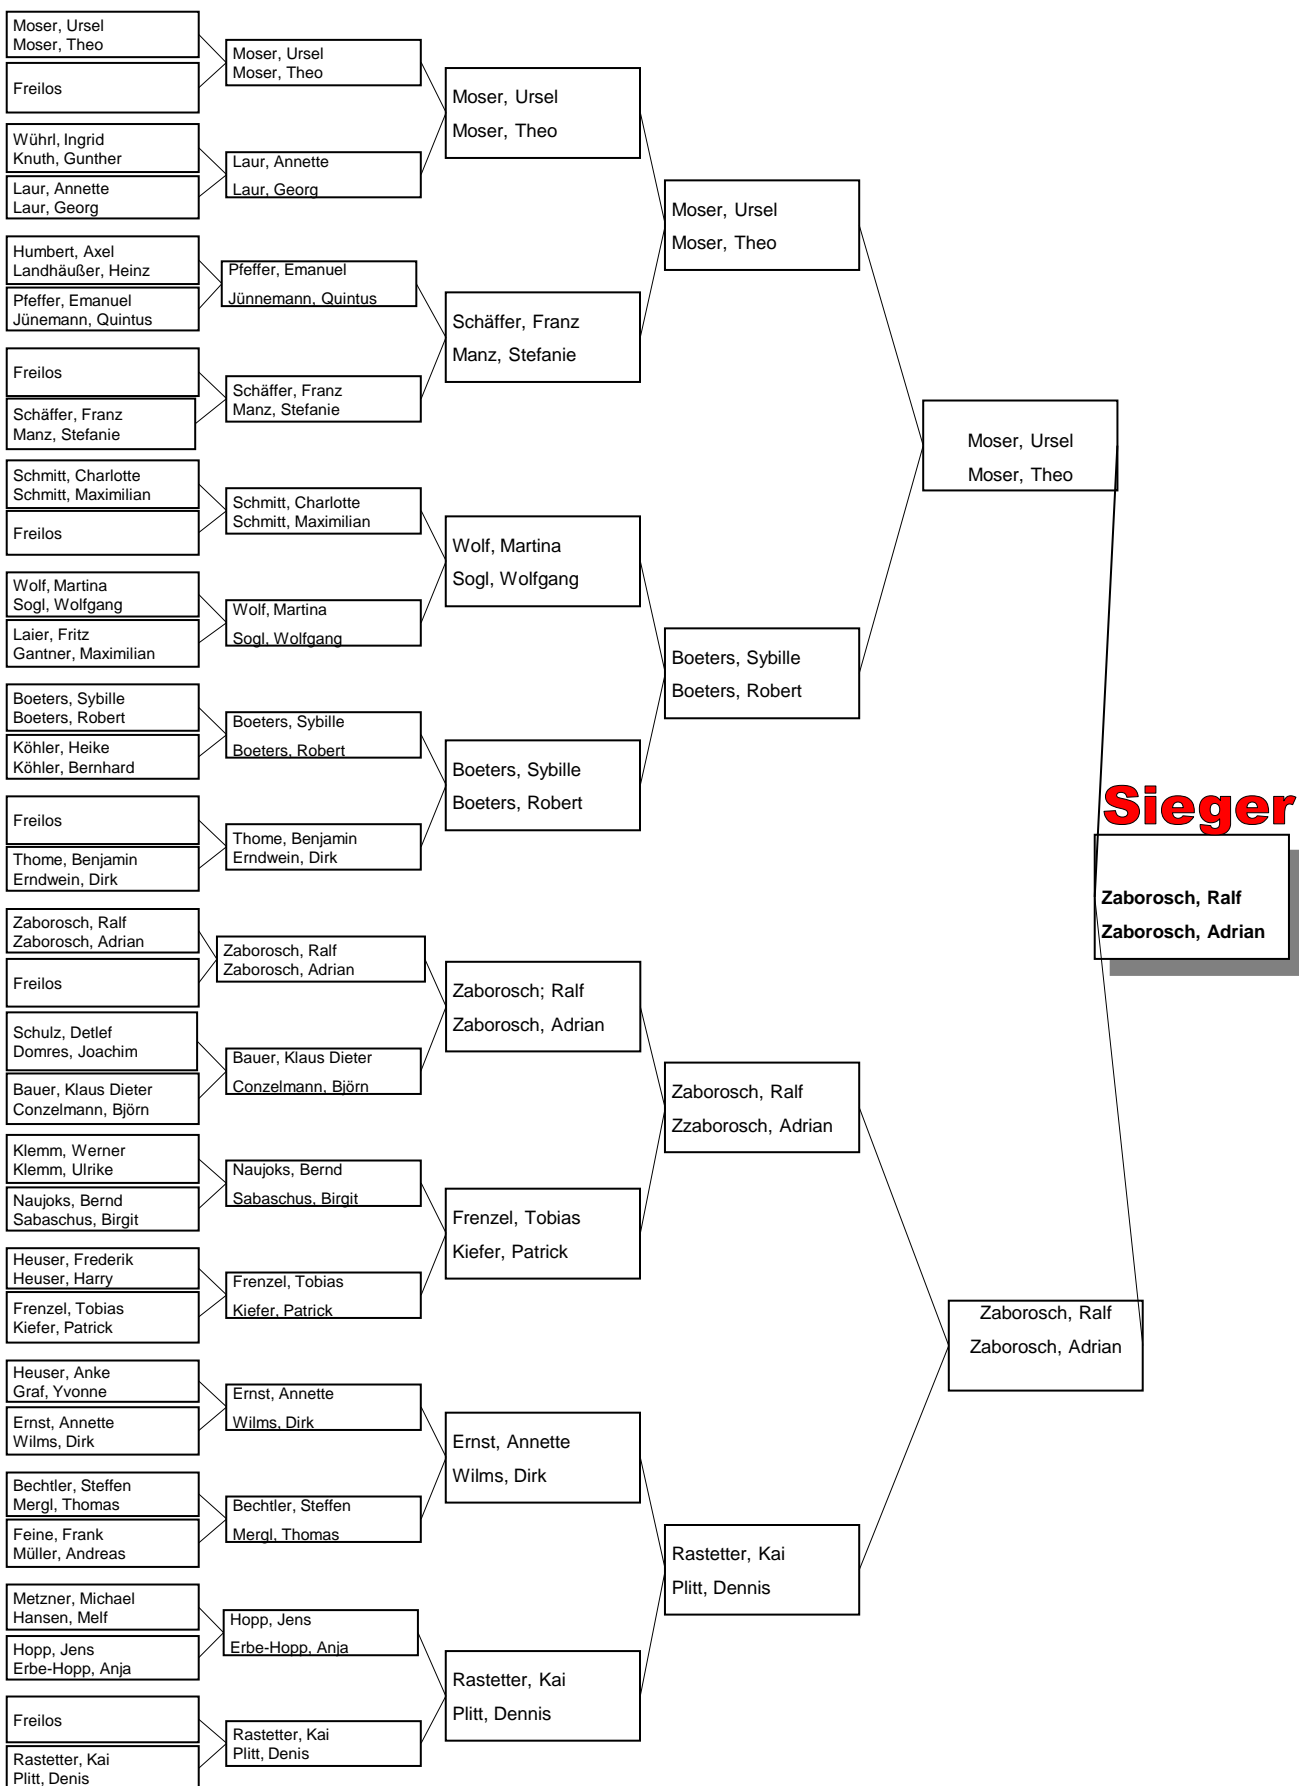 Moser, Ursel
Moser, Theo
Freilos
Wührl, Ingrid
Knuth, Gunther
Laur, Annette
Laur, Georg
Humbert, Axel
Landhäußer, Heinz
Pfeffer, Emanuel
Jünemann, Quintus
Freilos
Schäffer, Franz
Manz, Stefanie
Schmitt, Charlotte
Schmitt, Maximilian
Freilos
Wolf, Martina
Sogl, Wolfgang
Laier, Fritz
Gantner, Maximilian
Boeters, Sybille
Boeters, Robert
Köhler, Heike
Köhler, Bernhard
Freilos
Thome, Benjamin
Erndwein, Dirk
Zaborosch, Ralf
Zaborosch, Adrian
Freilos
Schulz, Detlef
Domres, Joachim
Bauer, Klaus Dieter
Conzelmann, Björn
Klemm, Werner
Klemm, Ulrike
Naujoks, Bernd
Sabaschus, Birgit
Heuser, Frederik
Heuser, Harry
Frenzel, Tobias
Kiefer, Patrick
Heuser, Anke
Graf, Yvonne
Ernst, Annette
Wilms, Dirk
Bechtler, Steffen
Mergl, Thomas
Feine, Frank
Müller, Andreas
Metzner, Michael
Hansen, Melf
Hopp, Jens
Erbe-Hopp, Anja
Freilos
Rastetter, Kai
Plitt, Denis
Moser, Ursel
Moser, Theo
Laur, Annette
Laur, Georg
Pfeffer, Emanuel
Jünnemann, Quintus
Schäffer, Franz
Manz, Stefanie
Schmitt, Charlotte
Schmitt, Maximilian
Wolf, Martina
Sogl, Wolfgang
Boeters, Sybille
Boeters, Robert
Thome, Benjamin
Erndwein, Dirk
Zaborosch, Ralf
Zaborosch, Adrian
Bauer, Klaus Dieter
Conzelmann, Björn
Naujoks, Bernd
Sabaschus, Birgit
Frenzel, Tobias
Kiefer, Patrick
Ernst, Annette
Wilms, Dirk
Bechtler, Steffen
Mergl, Thomas
Hopp, Jens
Erbe-Hopp, Anja
Rastetter, Kai
Plitt, Denis
Moser, Ursel
Moser, Theo
Schäffer, Franz
Manz, Stefanie
Wolf, Martina
Sogl, Wolfgang
Boeters, Sybille
Boeters, Robert
Zaborosch; Ralf
Zaborosch, Adrian
Frenzel, Tobias
Kiefer, Patrick
Ernst, Annette
Wilms, Dirk
Rastetter, Kai
Plitt, Dennis
Moser, Ursel
Moser, Theo
Boeters, Sybille
Boeters, Robert
Zaborosch, Ralf
Zzaborosch, Adrian
Rastetter, Kai
Plitt, Dennis
Moser, Ursel
Moser, Theo
Zaborosch, Ralf
Zaborosch, Adrian
Sieger
Zaborosch, Ralf
Zaborosch, Adrian